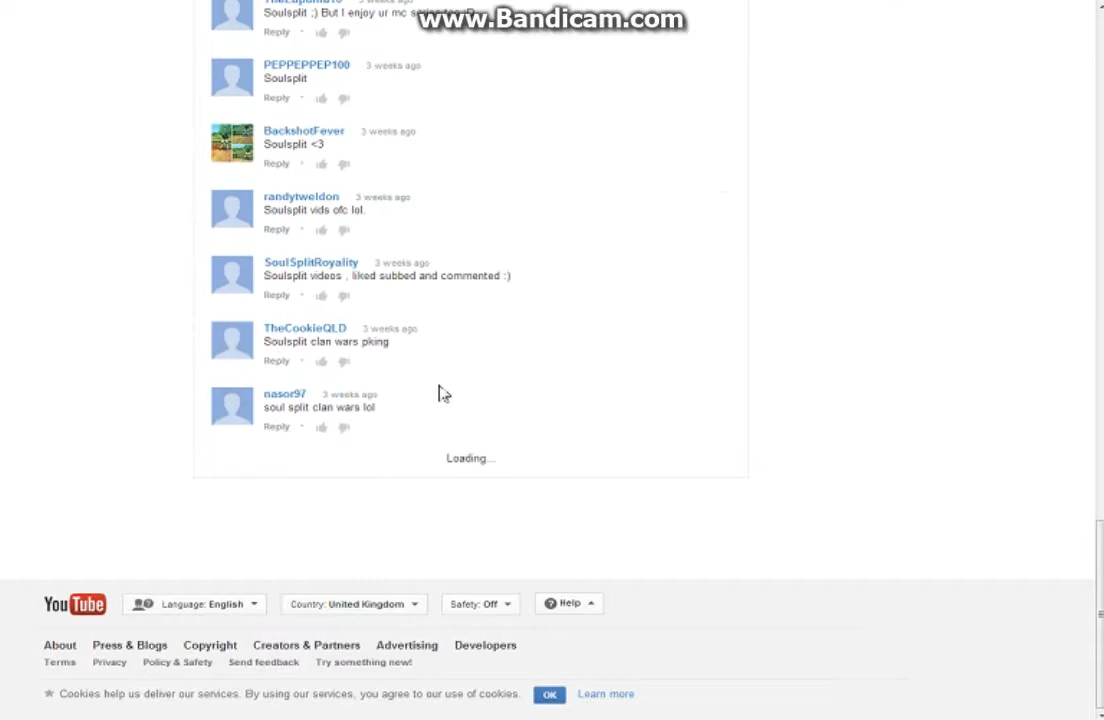 www.Bandicam.com
Soulsplit ;) But I enjoy ur mc
Reply
PEPPEPPEP100 3 weeks ago
Soulsplit
Reply
BackshotFever 3 weeks ago
Soulsplit <3
Reply
randytweldon 3 weeks ago
Soulsplit vids ofc lol.
Reply
SoulSplitRoyality 3 weeks ago
Soulsplit videos , liked subbed and commented :)
Reply
TheCookieQLD 3 weeks ago
Soulsplit clan wars pking
Reply
nasor97 3 weeks ago
soul split clan wars lol
Reply
Loading...
YouTube Language: English Country: United Kingdom Safety: Off Help
About Press & Blogs Copyright Creators & Partners Advertising Developers
Terms Privacy Policy & Safety Send feedback Try something new!
Cookies help us deliver our services. By using our services, you agree to our use of cookies. OK Learn more